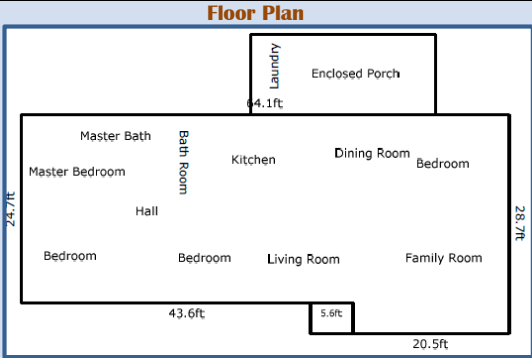 Floor Plan
Laundry
Enclosed Porch
64.1ft
Master Bath
Bath Room
Kitchen
Dining Room
Bedroom
Master Bedroom
24.7ft
Hall
28.7ft
Bedroom
Bedroom
Living Room
Family Room
43.6ft
5.6ft
20.5ft